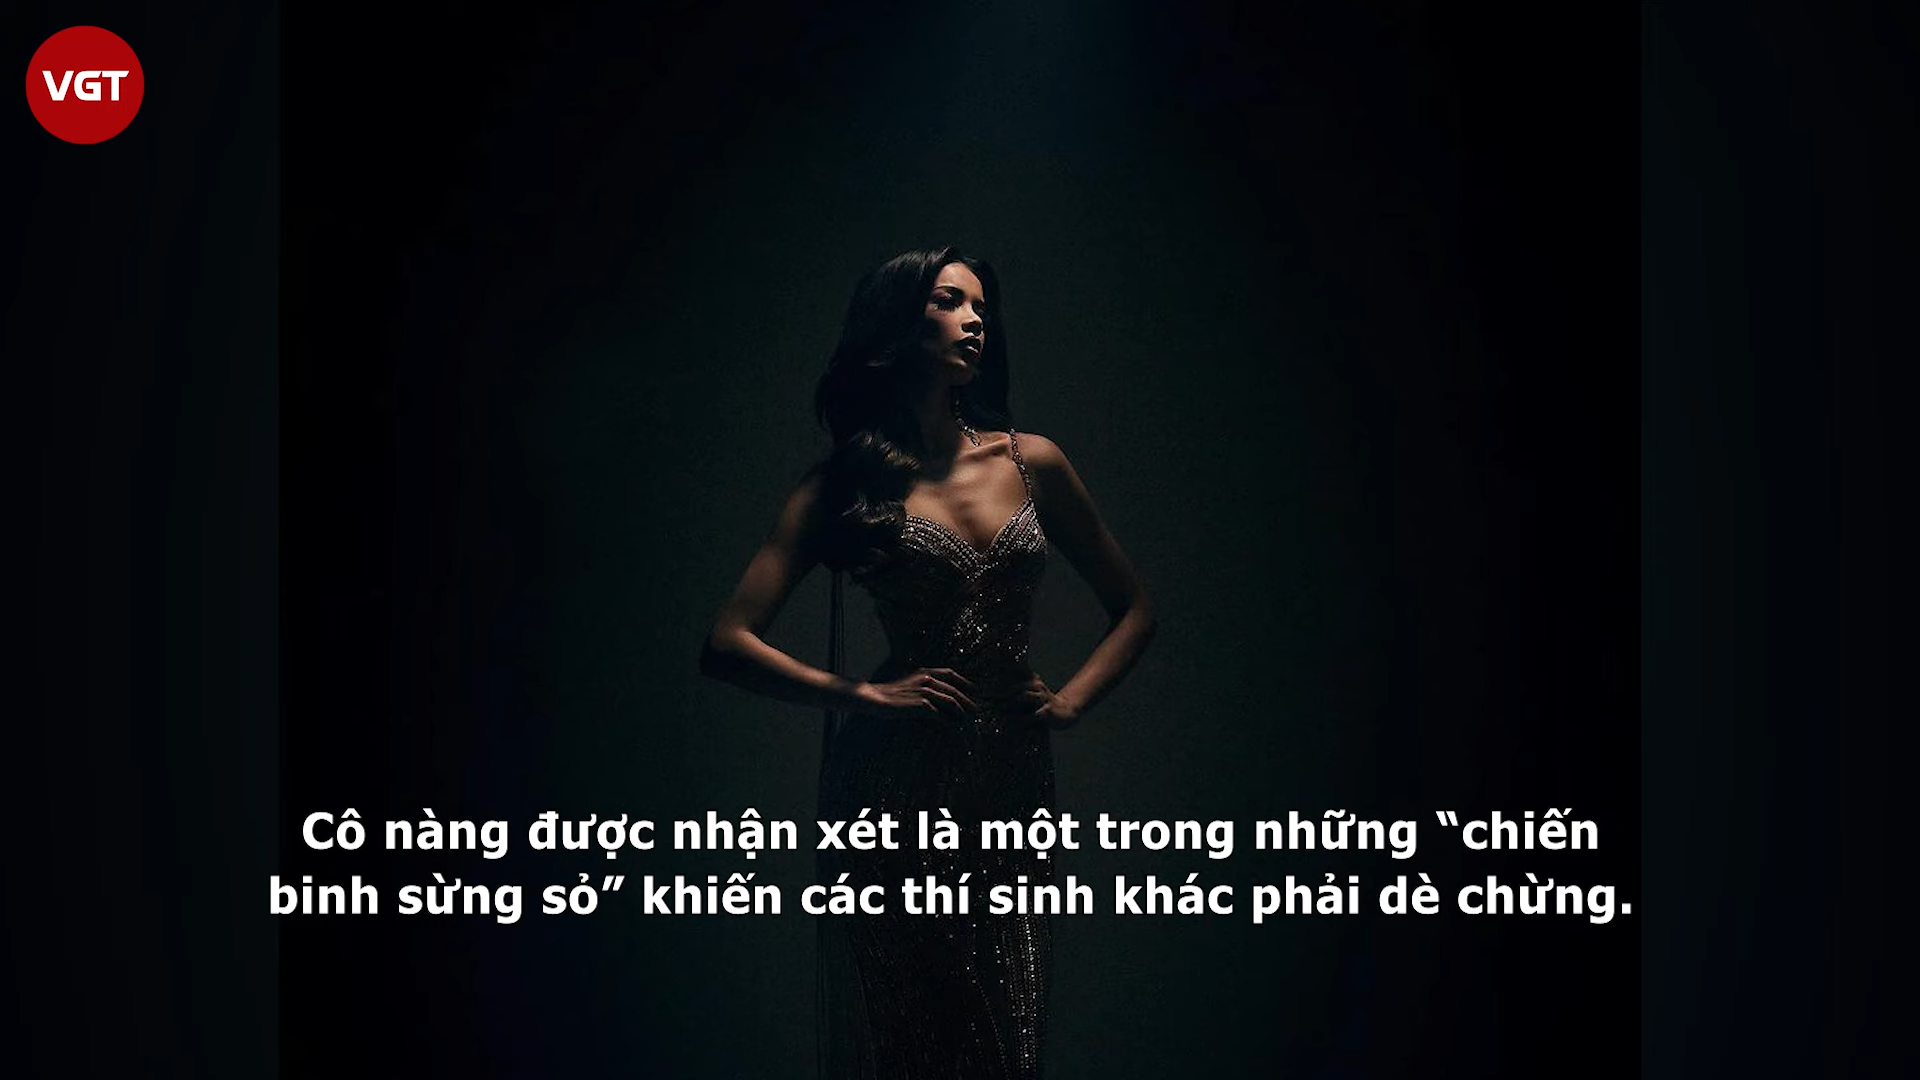 VGT
Cô nàng được nhận xét là một trong những “chiến
binh sừng sỏ” khiến các thí sinh khác phải dè chừng.